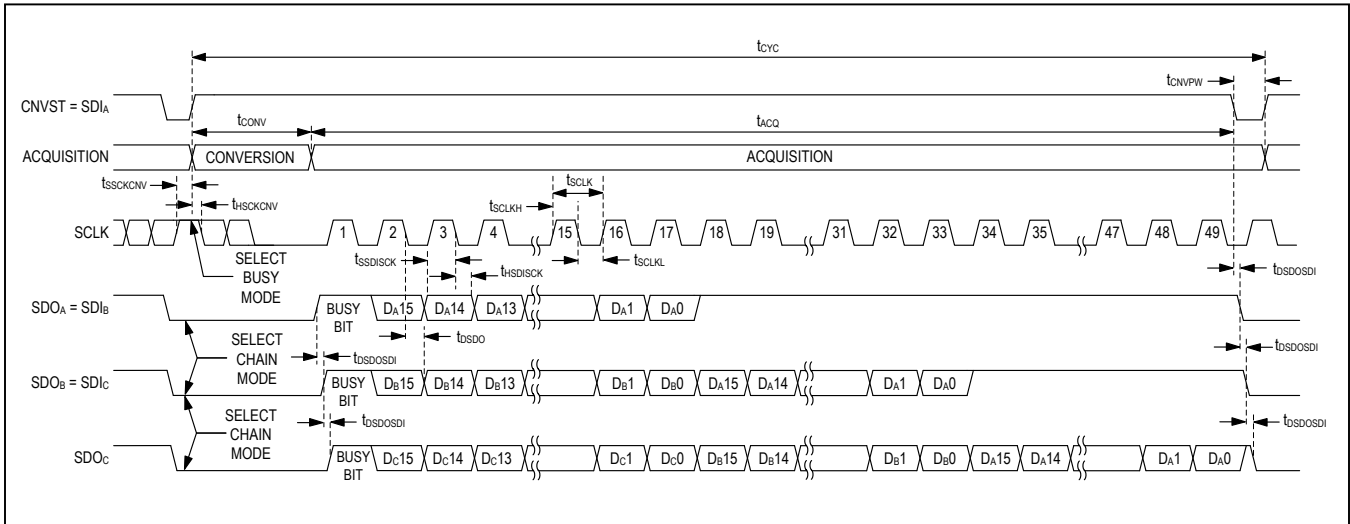 tCYC
tCNVPW
CNVST = SDIA
tCONV
tACQ
ACQUISITION
CONVERSION
ACQUISITION
tSSCKCNV
tHSCKCNV
tSCLK
tSCLKH
SCLK
1 2 3 4 15 16 17 18 19 31 32 33 34 35 47 48 49
tSCLKL
tSSDISCK
tHSDISCK
tDSDOSDI
SELECT
BUSY
MODE
SDOA = SDIB
BUSY
BIT
DA15 DA14 DA13 DA1 DA0
tDSDO
SELECT
CHAIN
MODE
tDSDOSDI
tDSDOSDI
SDOB = SDIC
BUSY
BIT
DB15 DB14 DB13 DB1 DB0 DA15 DA14 DA1 DA0
SELECT
CHAIN
MODE
tDSDOSDI
tDSDOSDI
SDOC
BUSY
BIT
DC15 DC14 DC13 DC1 DC0 DB15 DB14 DB1 DB0 DA15 DA14 DA1 DA0